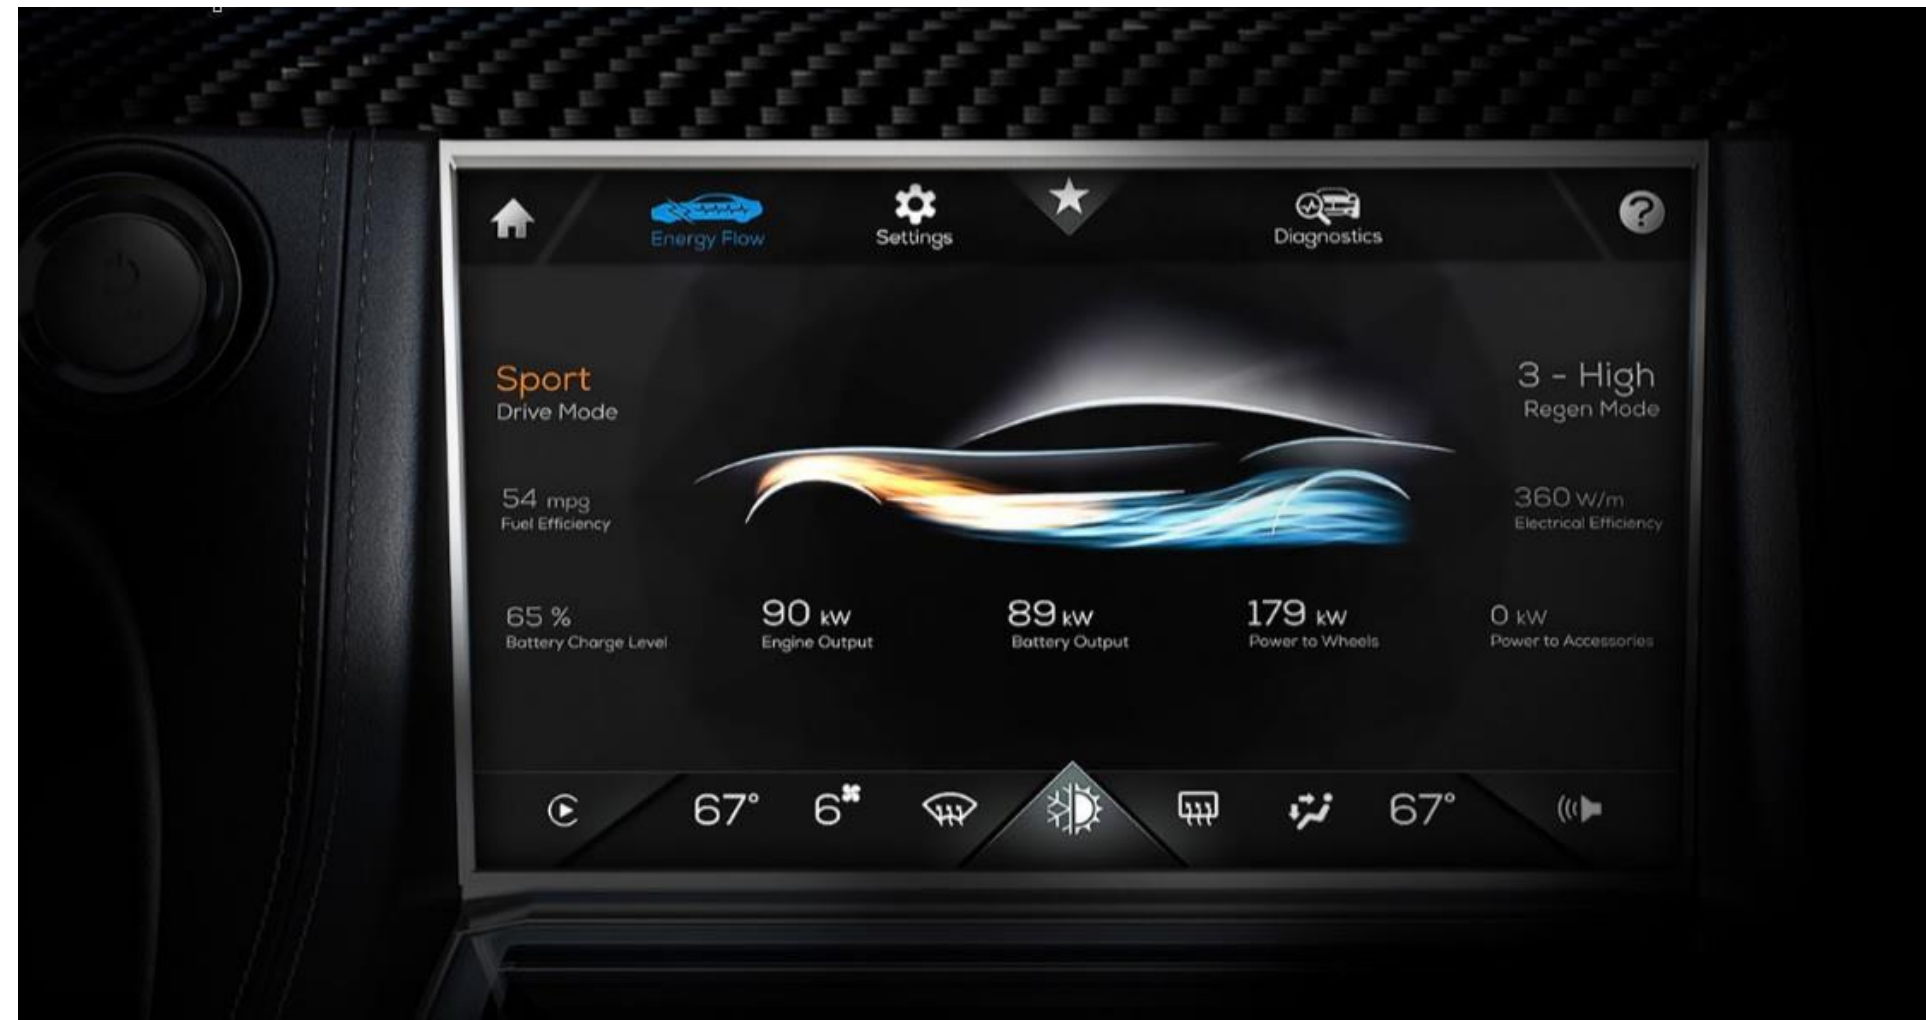 Energy Flow
Settings
Diagnostics
?
Sport
Drive Mode
3 - High
Regen Mode
54 mpg
Fuel Efficiency
360 W/m
Electrical Efficiency
65 %
Battery Charge Level
90 kW
Engine Output
89 kW
Battery Output
179 kW
Power to Wheels
0 kW
Power to Accessories
67°
6
67°